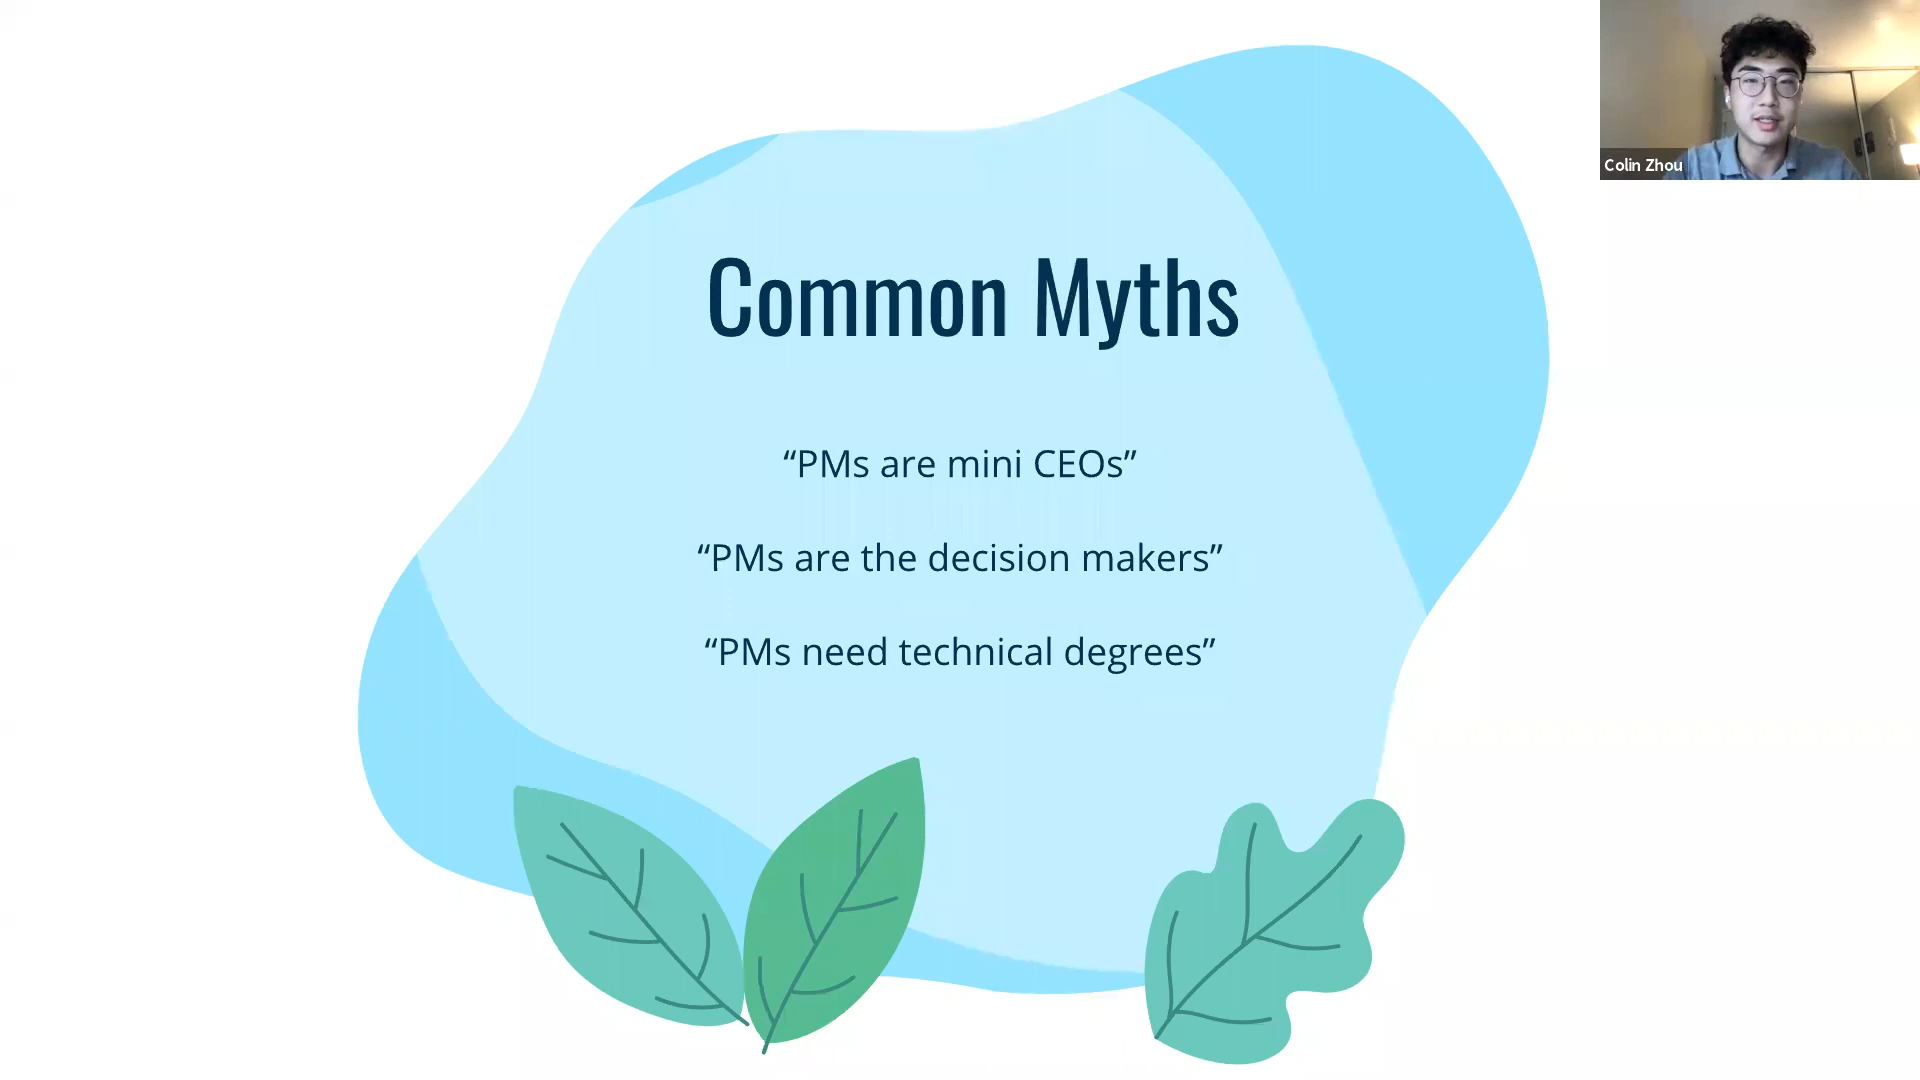 Common Myths
“PMs are mini CEOs”
“PMs are the decision makers”
“PMs need technical degrees”
Colin Zhou